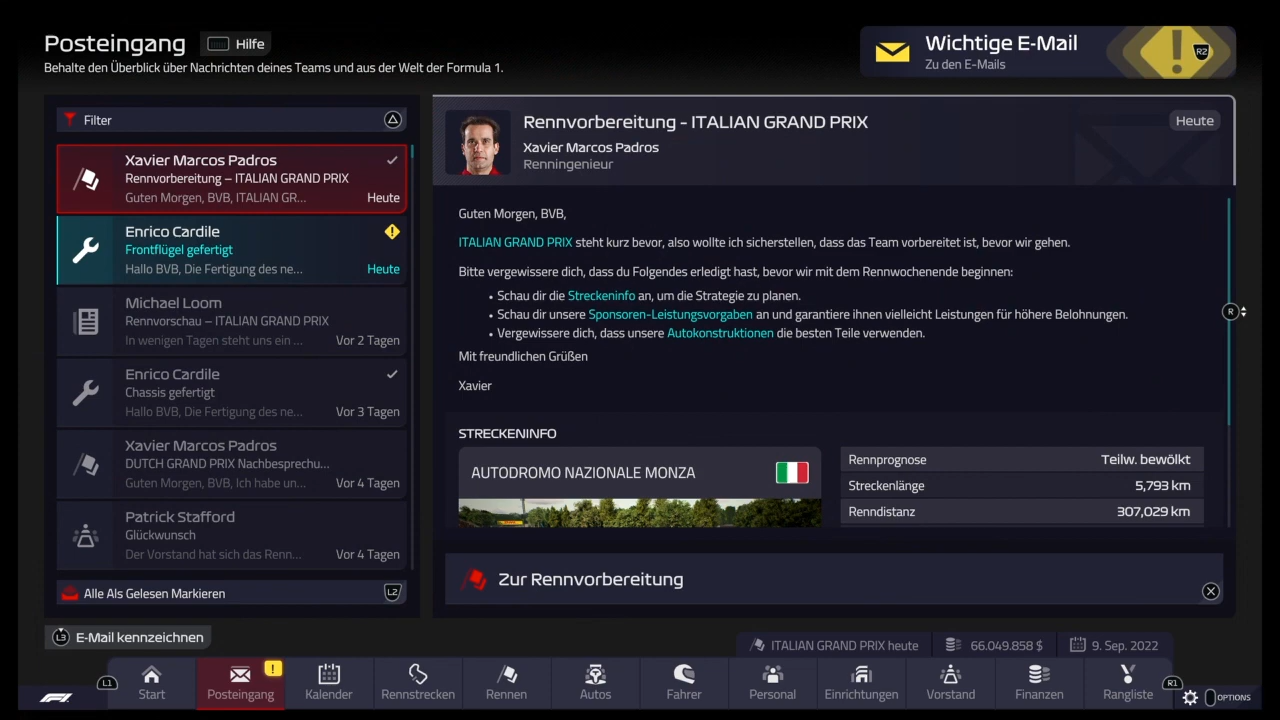 Posteingang
Hilfe
Behalte den Überblick über Nachrichten deines Teams und aus der Welt der Formula 1.
Wichtige E-Mail
Zu den E-Mails
R2
Filter
Xavier Marcos Padros
Rennvorbereitung – ITALIAN GRAND PRIX
Guten Morgen, BVB, ITALIAN GR...
Heute
Enrico Cardile
Frontflügel gefertigt
Hallo BVB, Die Fertigung des ne...
Heute
Michael Loom
Rennvorschau – ITALIAN GRAND PRIX
In wenigen Tagen steht uns ein ...
Vor 2 Tagen
Enrico Cardile
Chassis gefertigt
Hallo BVB, Die Fertigung des ne...
Vor 3 Tagen
Xavier Marcos Padros
DUTCH GRAND PRIX Nachbesprechu...
Guten Morgen, BVB, Ich habe un...
Vor 4 Tagen
Patrick Stafford
Glückwunsch
Der Vorstand hat sich das Renn...
Vor 4 Tagen
Alle Als Gelesen Markieren
L2
L3
E-Mail kennzeichnen
Rennvorbereitung - ITALIAN GRAND PRIX
Heute
Xavier Marcos Padros
Renningenieur
Guten Morgen, BVB,
ITALIAN GRAND PRIX steht kurz bevor, also wollte ich sicherstellen, dass das Team vorbereitet ist, bevor wir gehen.
Bitte vergewissere dich, dass du Folgendes erledigt hast, bevor wir mit dem Rennwochenende beginnen:
• Schau dir die Streckeninfo an, um die Strategie zu planen.
• Schau dir unsere Sponsoren-Leistungsvorgaben an und garantiere ihnen vielleicht Leistungen für höhere Belohnungen.
• Vergewissere dich, dass unsere Autokonstruktionen die besten Teile verwenden.
Mit freundlichen Grüßen
Xavier
R
STRECKENINFO
AUTODROMO NAZIONALE MONZA
Rennprognose Teilw. bewölkt
Streckenlänge 5,793 km
Renndistanz 307,029 km
Zur Rennvorbereitung
ITALIAN GRAND PRIX heute
66.049.858 $
9. Sep. 2022
F1
L1
Start
Posteingang
Kalender
Rennstrecken
Rennen
Autos
Fahrer
Personal
Einrichtungen
Vorstand
Finanzen
Rangliste
R1
OPTIONS